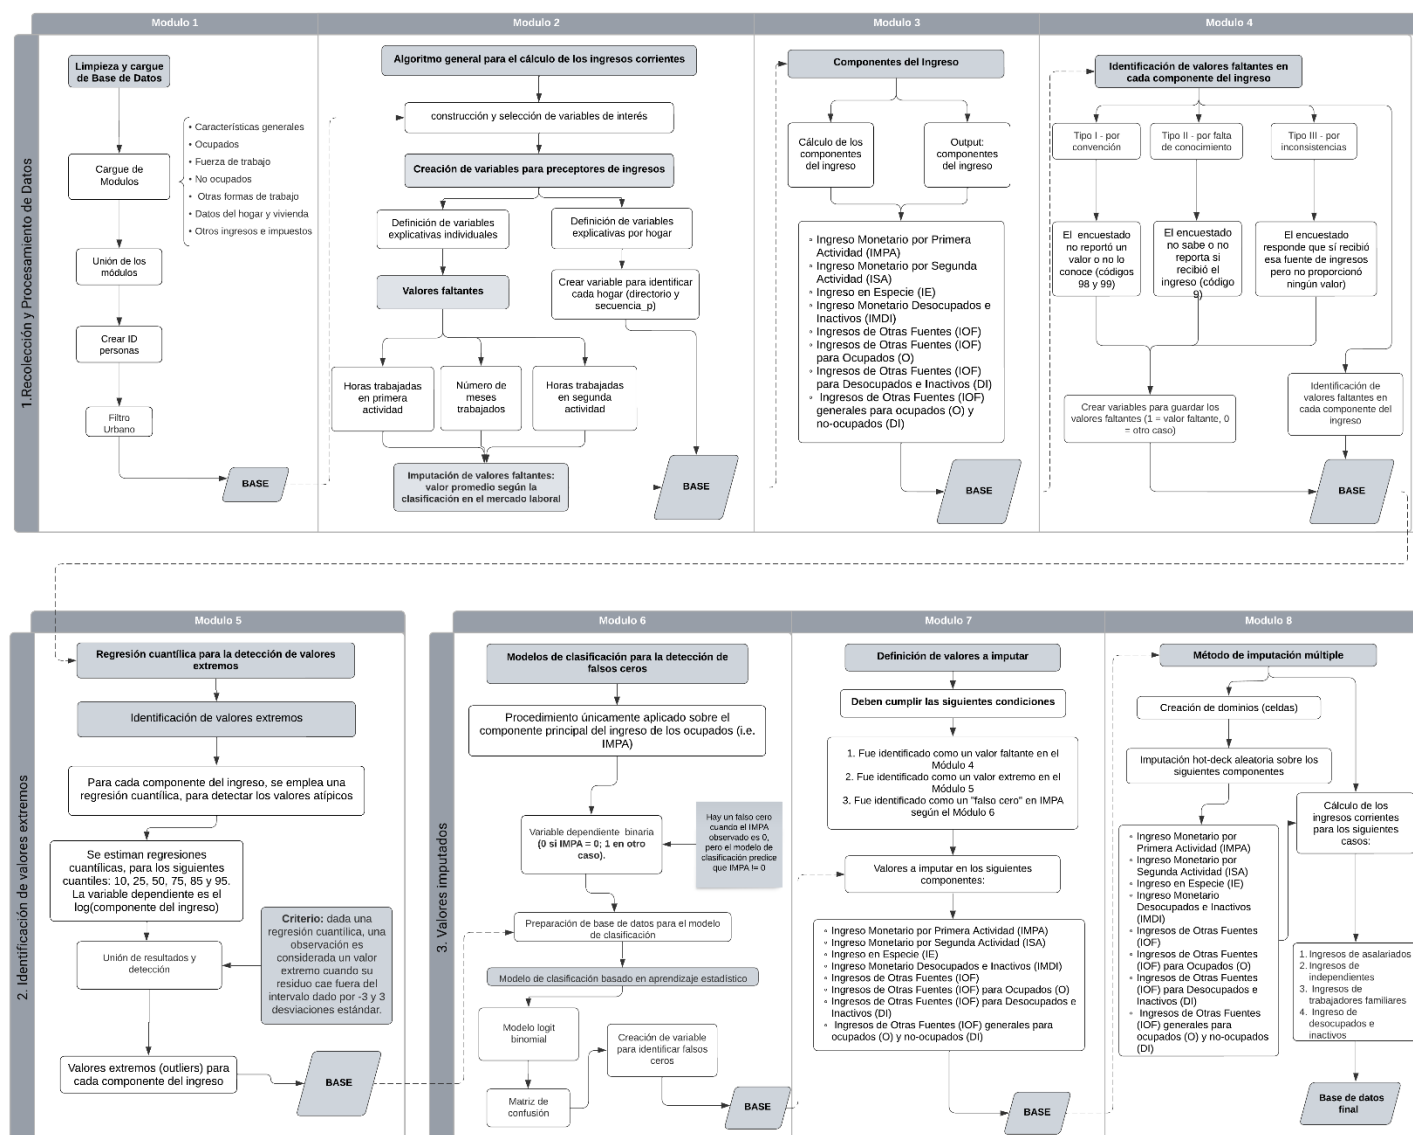 Modulo 1
Modulo 2
Modulo 3
Modulo 4
1.Recolección y Procesamiento de Datos
Limpieza y cargue
de Base de Datos
Cargue de
Modulos
• Características generales
• Ocupados
• Fuerza de trabajo
• No ocupados
• Otras formas de trabajo
• Datos del hogar y vivienda
• Otros ingresos e impuestos
Unión de los
módulos
Crear ID
personas
Filtro
Urbano
BASE
Algoritmo general para el cálculo de los ingresos corrientes
construcción y selección de variables de interés
Creación de variables para preceptores de ingresos
Definición de variables
explicativas individuales
Definición de variables
explicativas por hogar
Valores faltantes
Crear variable para identificar
cada hogar (directorio y
secuencia_p)
Horas trabajadas
en primera
actividad
Número de
meses
trabajados
Horas trabajadas
en segunda
actividad
Imputación de valores faltantes:
valor promedio según la
clasificación en el mercado laboral
BASE
Componentes del Ingreso
Cálculo de los
componentes
del ingreso
Output:
componentes
del ingreso
◦ Ingreso Monetario por Primera
Actividad (IMPA)
◦ Ingreso Monetario por Segunda
Actividad (ISA)
◦ Ingreso en Especie (IE)
◦ Ingreso Monetario Desocupados e
Inactivos (IMDI)
◦ Ingresos de Otras Fuentes (IOF)
◦ Ingresos de Otras Fuentes (IOF)
para Ocupados (O)
◦ Ingresos de Otras Fuentes (IOF)
para Desocupados e Inactivos (DI)
◦ Ingresos de Otras Fuentes (IOF)
generales para ocupados (O) y
no-ocupados (DI)
BASE
Identificación de valores faltantes en
cada componente del ingreso
Tipo I - por
convención
Tipo II - por falta
de conocimiento
Tipo III - por
inconsistencias
El encuestado
no reportó un
valor o no lo
conoce (códigos
98 y 99)
El encuestado
no sabe o no
reporta si
recibió el
ingreso (código
9)
El encuestado
responde que sí recibió
esa fuente de ingresos
pero no proporcionó
ningún valor)
Crear variables para guardar los
valores faltantes (1 = valor faltante, 0
= otro caso)
Identificación de
valores faltantes en
cada componente del
ingreso
BASE
Modulo 5
2. Identificación de valores extremos
Regresión cuantílica para la detección de valores
extremos
Identificación de valores extremos
Para cada componente del ingreso, se emplea una
regresión cuantílica, para detectar los valores atípicos
Se estiman regresiones
cuantílicas, para los siguientes
cuantiles: 10, 25, 50, 75, 85 y 95.
La variable dependiente es el
log(componente del ingreso)
Criterio: dada una
regresión cuantílica, una
observación es
considerada un valor
extremo cuando su
residuo cae fuera del
intervalo dado por -3 y 3
desviaciones estándar.
Unión de resultados y
detección
Valores extremos (outliers) para
cada componente del ingreso
BASE
Modulo 6
Modulo 7
Modulo 8
3. Valores imputados
Modelos de clasificación para la detección de
falsos ceros
Procedimiento únicamente aplicado sobre el
componente principal del ingreso de los ocupados (i.e.
IMPA)
Variable dependiente binaria
(0 si IMPA = 0; 1 en otro
caso).
Hay un falso cero
cuando el IMPA
observado es 0,
pero el modelo de
clasificación predice
que IMPA != 0
Preparación de base de datos para el modelo
de clasificación
Modelo de clasificación basado en aprendizaje estadístico
Modelo logit
binomial
Matriz de
confusión
Creación de variable
para identificar falsos
ceros
BASE
Definición de valores a imputar
Deben cumplir las siguientes condiciones
1. Fue identificado como un valor faltante en el
Módulo 4
2. Fue identificado como un valor extremo en el
Módulo 5
3. Fue identificado como un "falso cero" en IMPA
según el Módulo 6
Valores a imputar en los siguientes
componentes:
◦ Ingreso Monetario por Primera Actividad (IMPA)
◦ Ingreso Monetario por Segunda Actividad (ISA)
◦ Ingreso en Especie (IE)
◦ Ingreso Monetario Desocupados e Inactivos (IMDI)
◦ Ingresos de Otras Fuentes (IOF)
◦ Ingresos de Otras Fuentes (IOF) para Ocupados (O)
◦ Ingresos de Otras Fuentes (IOF) para Desocupados e
Inactivos (DI)
◦ Ingresos de Otras Fuentes (IOF) generales para
ocupados (O) y no-ocupados (DI)
BASE
Método de imputación múltiple
Creación de dominios (celdas)
Imputación hot-deck aleatoria sobre los
siguientes componentes
◦ Ingreso Monetario por
Primera Actividad (IMPA)
◦ Ingreso Monetario por
Segunda Actividad (ISA)
◦ Ingreso en Especie (IE)
◦ Ingreso Monetario
Desocupados e Inactivos
(IMDI)
◦ Ingresos de Otras Fuentes
(IOF)
◦ Ingresos de Otras Fuentes
(IOF) para Ocupados (O)
◦ Ingresos de Otras Fuentes
(IOF) para Desocupados e
Inactivos (DI)
◦ Ingresos de Otras Fuentes
(IOF) generales para
ocupados (O) y no-ocupados
(DI)
Cálculo de los
ingresos corrientes
para los siguientes
casos:
1. Ingresos de asalariados
2. Ingresos de
independientes
3. Ingresos de
trabajadores familiares
4. Ingreso de
desocupados e
inactivos
Base de datos
final